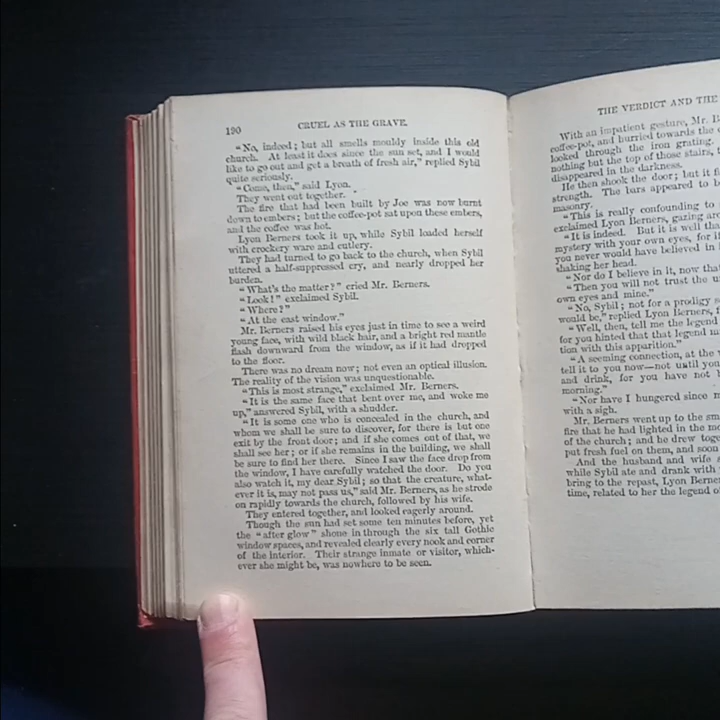 190 CRUEL AS THE GRAVE.
"No, indeed; but all smells mouldy inside this old
church. At least it does since the sun set, and I would
like to go out and get a breath of fresh air," replied Sybil
quite seriously.
"Come, then," said Lyon.
They went out together.
The fire that had been built by Joe was now burnt
down to embers; but the coffee-pot sat upon these embers,
and the coffee was hot.
Lyon Berners took it up, while Sybil loaded herself
with crockery ware and cutlery.
They had turned to go back to the church, when Sybil
uttered a half-suppressed cry, and nearly dropped her
burden.
"What's the matter?" cried Mr. Berners.
"Look!" exclaimed Sybil.
"Where?"
"At the east window."
Mr. Berners raised his eyes just in time to see a weird
young face, with wild black hair, and a bright red mantle
flash downward from the window, as if it had dropped
to the floor.
There was no dream now; not even an optical illusion.
The reality of the vision was unquestionable.
"This is most strange," exclaimed Mr. Berners.
"It is the same face that bent over me, and woke me
up," answered Sybil, with a shudder.
"It is some one who is concealed in the church, and
whom we shall be sure to discover, for there is but one
exit by the front door; and if she comes out of that, we
shall see her; or if she remains in the building, we shall
be sure to find her there. Since I saw the face drop from
the window, I have carefully watched the door. Do you
also watch it, my dear Sybil; so that the creature, what-
ever it is, may not pass us," said Mr. Berners, as he strode
on rapidly towards the church, followed by his wife.
They entered together, and looked eagerly around.
Though the sun had set some ten minutes before, yet
the "after glow" shone in through the six tall Gothic
window spaces, and revealed clearly every nook and corner
of the interior. Their strange inmate or visitor, which-
ever she might be, was nowhere to be seen.
THE VERDICT AND THE
With an impatient gesture, Mr.
coffee-pot, and hurried towards the
looked through the iron grating.
nothing but the top of those stairs,
disappeared in the darkness.
He then shook the door; but it
strength. The bars appeared to
masonry.
"This is really confounding to
exclaimed Lyon Berners, gazing
"It is indeed. But it is well
mystery with your own eyes, for
you never would have believed in
shaking her head.
"Nor do I believe it, now
"Then you will not trust the
own eyes and mine."
"No, Sybil; not for a prodigy
would be," replied Lyon Berners,
"Well, then, tell me the legend
for you hinted that that legend
tion with this apparition."
"A seeming connection, at the
tell it to you now—not until you
and drink, for you have not
morning."
"Nor have I hungered since
with a sigh.
Mr. Berners went up to the
fire that he had lighted in the
of the church; and he drew
put fresh fuel on them, and soon
And the husband and wife
while Sybil ate and drank with
bring to the repast, Lyon
time, related to her the legend